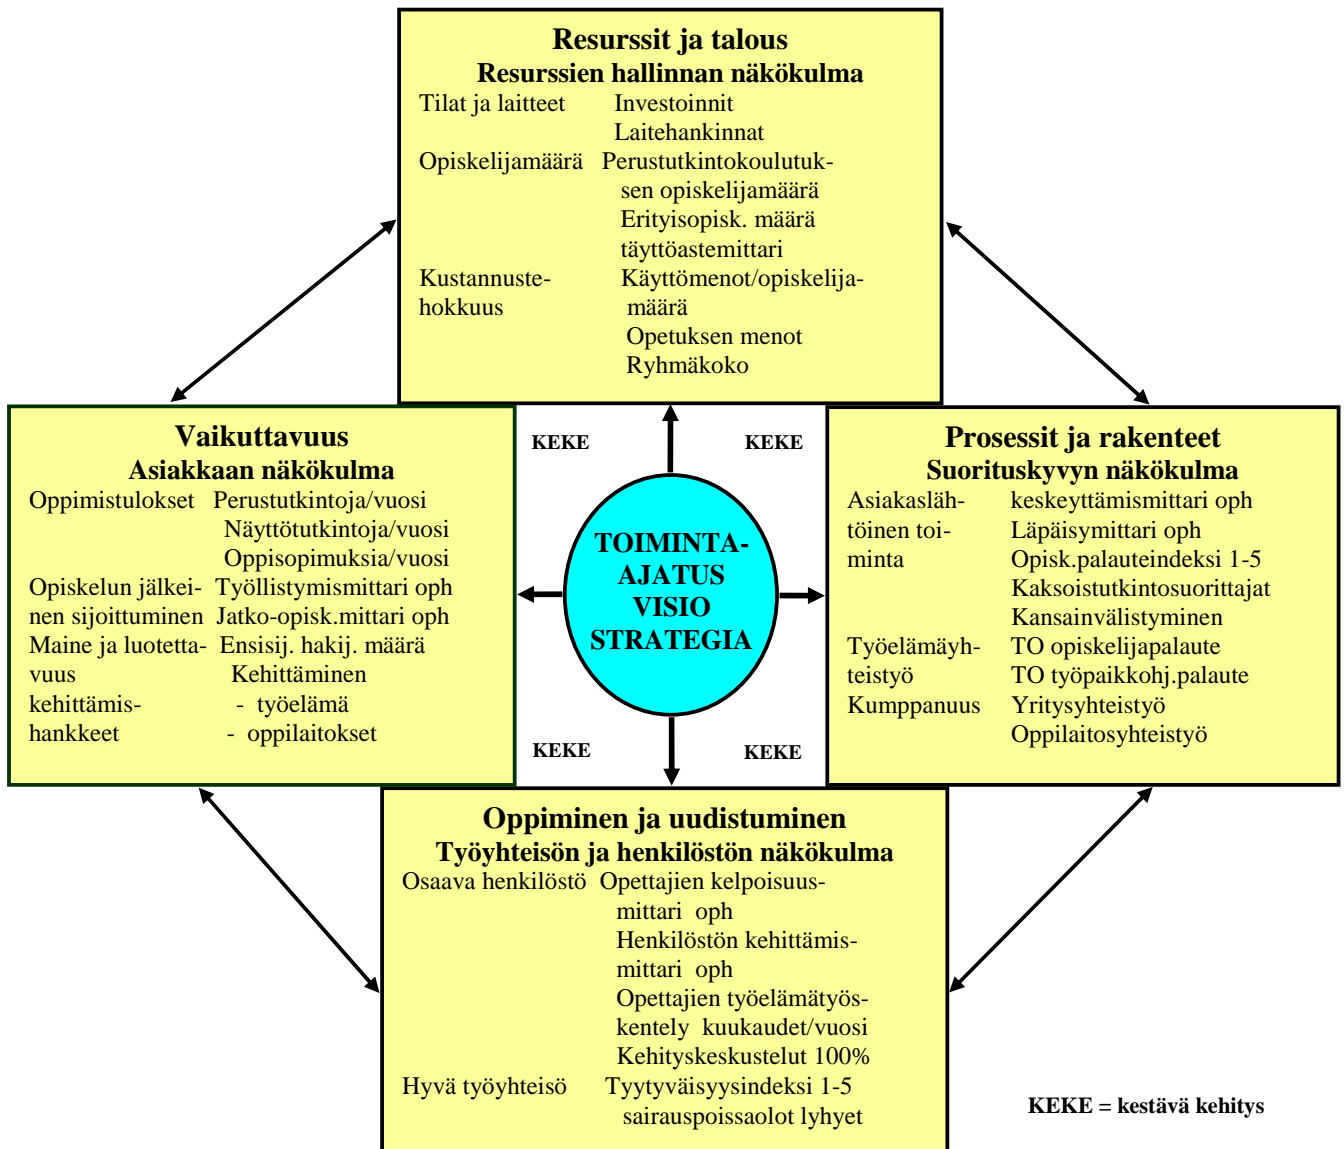 Resurssit ja talous
Resurssien hallinnan näkökulma
Tilat ja laitteet Investoinnit
Laitehankinnat
Opiskelijamäärä Perustutkintokoulutuk-
sen opiskelijamäärä
Erityisopisk. määrä
täyttöastemittari
Kustannuste- Käyttömenot/opiskelija-
hokkuus määrä
Opetuksen menot
Ryhmäkoko
Vaikuttavuus
Asiakkaan näkökulma
Oppimistulokset Perustutkintoja/vuosi
Näyttötutkintoja/vuosi
Oppisopimuksia/vuosi
Opiskelun jälkei- Työllistymismittari oph
nen sijoittuminen Jatko-opisk.mittari oph
Maine ja luotetta- Ensisij. hakij. määrä
vuus Kehittäminen
kehittämis- - työelämä
hankkeet - oppilaitokset
KEKE KEKE
TOIMINTA-
AJATUS
VISIO
STRATEGIA
KEKE KEKE
Prosessit ja rakenteet
Suorituskyvyn näkökulma
Asiakasläh- keskeyttämismittari oph
töinen toi- Läpäisymittari oph
minta Opisk.palauteindeksi 1-5
Kaksoistutkintosuorittajat
Kansainvälistyminen
Työelämäyh- TO opiskelijapalaute
teistyö TO työpaikkohj.palaute
Kumppanuus Yritysyhteistyö
Oppilaitosyhteistyö
Oppiminen ja uudistuminen
Työyhteisön ja henkilöstön näkökulma
Osaava henkilöstö Opettajien kelpoisuus-
mittari oph
Henkilöstön kehittämis-
mittari oph
Opettajien työelämätyös-
kentely kuukaudet/vuosi
Kehityskeskustelut 100%
Hyvä työyhteisö Tyytyväisyysindeksi 1-5
sairauspoissaolot lyhyet
KEKE = kestävä kehitys